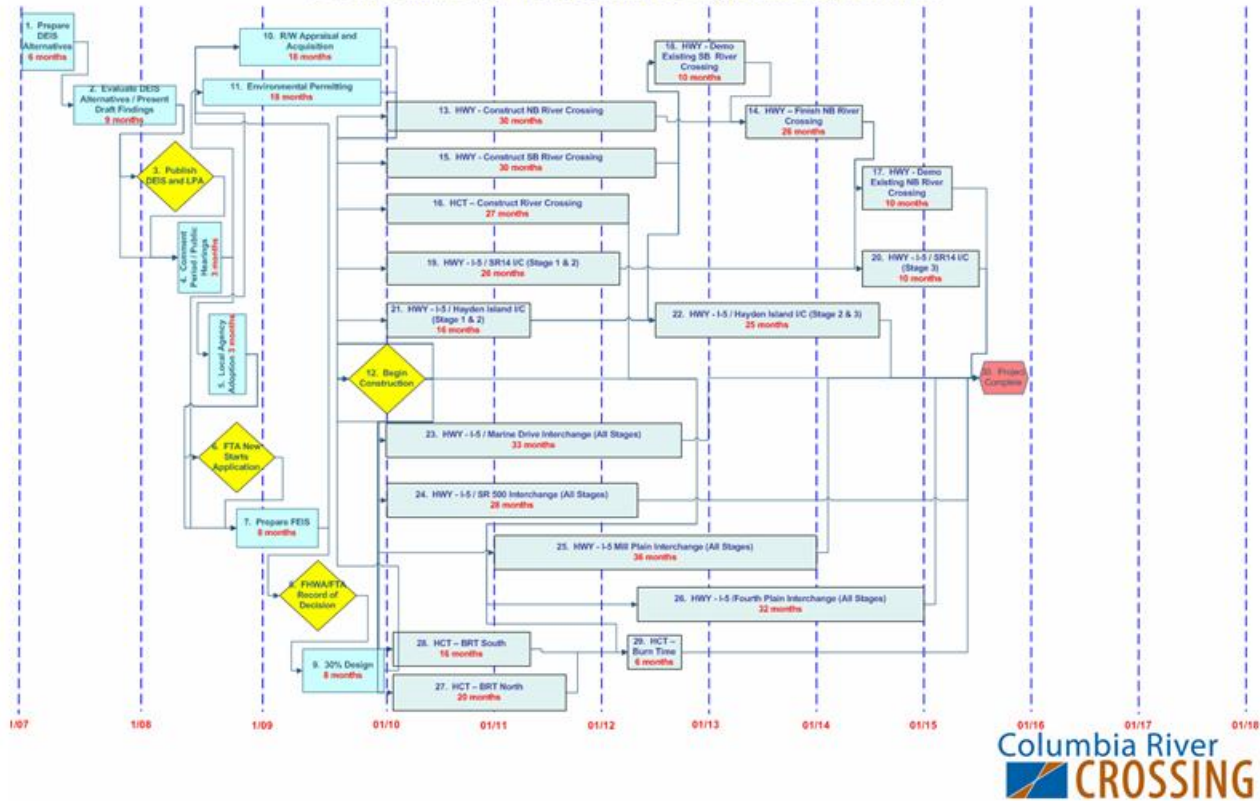 1. Prepare
DEIS
Alternatives
6 months
2. Evaluate DEIS
Alternatives / Present
Draft Findings
9 months
3. Publish
DEIS and LPA
4. Comment
Period / Public
Hearings
3 months
5. Local Agency
Adoption 3 months
6. FTA New
Starts
Application
7. Prepare FEIS
8 months
FHWA/FTA
Record of
Decision
9. 30% Design
8 months
10. R/W Appraisal and
Acquisition
18 months
11. Environmental Permitting
18 months
12. Begin
Construction
13. HWY - Construct NB River Crossing
30 months
18. HWY - Demo
Existing SB River
Crossing
10 months
14. HWY – Finish NB River
Crossing
26 months
15. HWY - Construct SB River Crossing
30 months
16. HCT – Construct River Crossing
27 months
17. HWY - Demo
Existing NB River
Crossing
10 months
19. HWY - I-5 / SR14 I/C (Stage 1 & 2)
26 months
20. HWY - I-5 / SR14 I/C
(Stage 3)
10 months
21. HWY - I-5 / Hayden Island I/C
(Stage 1 & 2)
16 months
22. HWY - I-5 / Hayden Island I/C (Stage 2 & 3)
25 months
30. Project
Complete
23. HWY - I-5 / Marine Drive Interchange (All Stages)
33 months
24. HWY - I-5 / SR 500 Interchange (All Stages)
28 months
25. HWY - I-5 Mill Plain Interchange (All Stages)
36 months
26. HWY - I-5 /Fourth Plain Interchange (All Stages)
32 months
28. HCT – BRT South
16 months
29. HCT –
Burn Time
6 months
27. HCT – BRT North
20 months
1/07 1/08 1/09 01/10 01/11 01/12 01/13 01/14 01/15 01/16 01/17 01/18
Columbia River
CROSSING